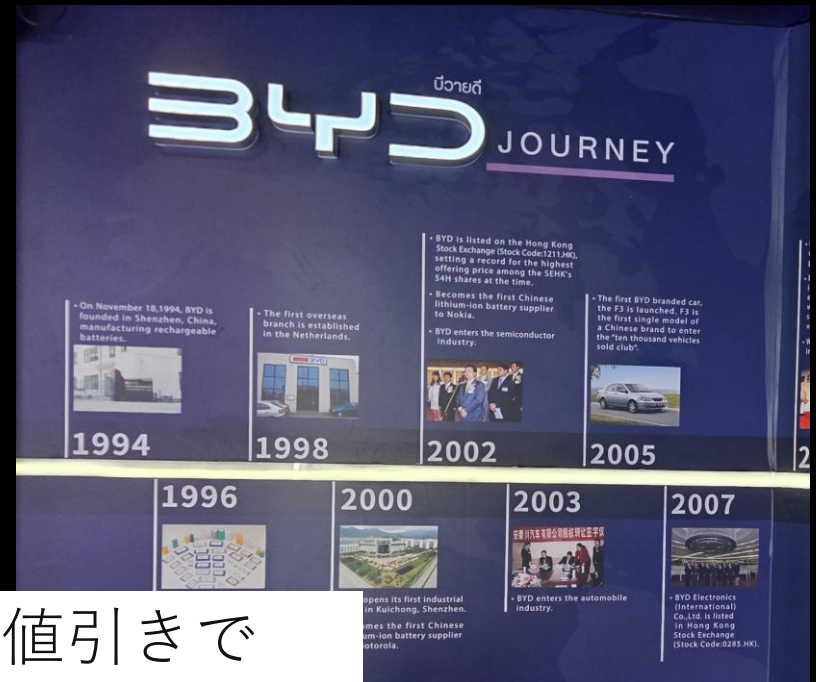 BYD
บีวายดี
JOURNEY
• On November 18,1994, BYD is
founded in Shenzhen, China,
manufacturing rechargeable
batteries.
1994
• The first overseas
branch is established
in the Netherlands.
1998
• BYD is listed on the Hong Kong
Stock Exchange (Stock Code:1211.HK),
setting a record for the highest
offering price among the SEHK's
54H shares at the time.
• Becomes the first Chinese
lithium-ion battery supplier
to Nokia.
• BYD enters the semiconductor
industry.
2002
• The first BYD branded car,
the F3 is launched. F3 is
the first single model of
a Chinese brand to enter
the "ten thousand vehicles
sold club".
2005
2
1996
2000
opens its first industrial
in Kuichong, Shenzhen.
omes the first Chinese
um-ion battery supplier
otorola.
2003
• BYD enters the automobile
industry.
2007
• BYD Electronics
(International)
Co.,Ltd. is listed
in Hong Kong
Stock Exchange
(Stock Code:0285.HK).
値引きで